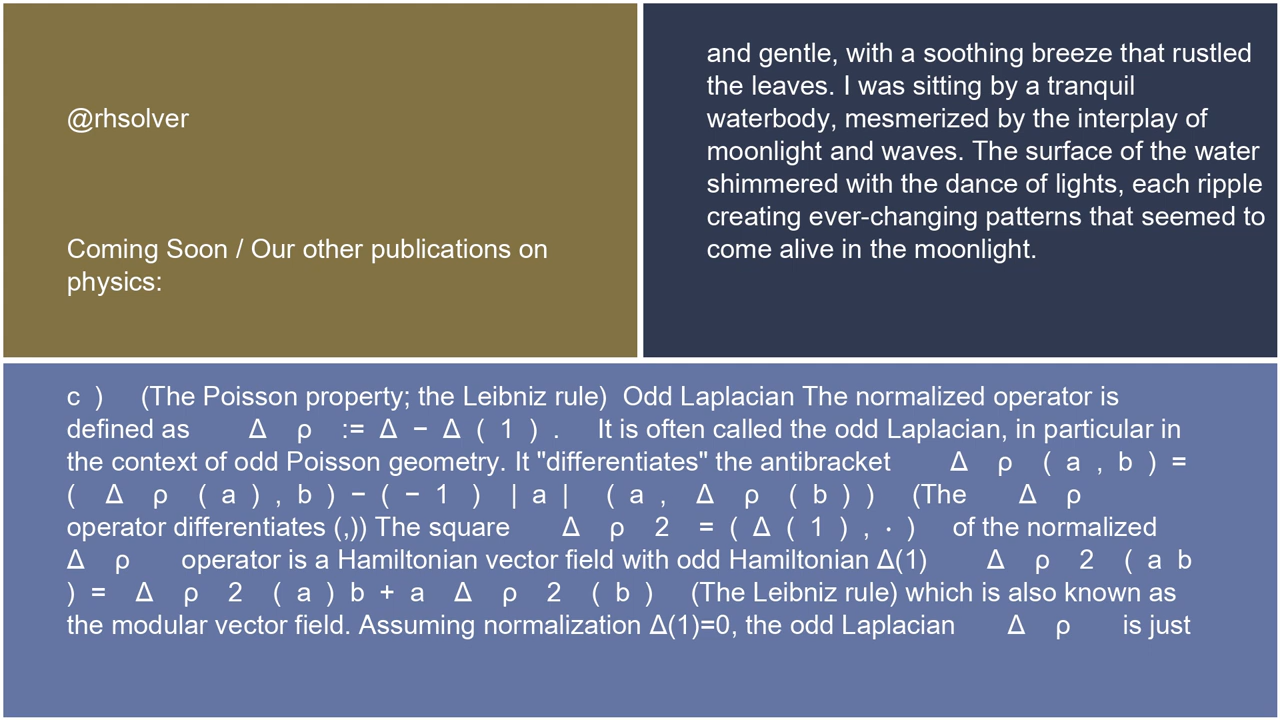 @rhsolver
Coming Soon / Our other publications on
physics:
and gentle, with a soothing breeze that rustled
the leaves. I was sitting by a tranquil
waterbody, mesmerized by the interplay of
moonlight and waves. The surface of the water
shimmered with the dance of lights, each ripple
creating ever-changing patterns that seemed to
come alive in the moonlight.
c ) (The Poisson property; the Leibniz rule) Odd Laplacian The normalized operator is
defined as Δ ρ := Δ − Δ ( 1 ) . It is often called the odd Laplacian, in particular in
the context of odd Poisson geometry. It "differentiates" the antibracket Δ ρ ( a , b ) =
( Δ ρ ( a ) , b ) − ( − 1 ) | a | ( a , Δ ρ ( b ) ) (The Δ ρ
operator differentiates (,)) The square Δ ρ 2 = ( Δ ( 1 ) , ⋅ ) of the normalized
Δ ρ operator is a Hamiltonian vector field with odd Hamiltonian Δ(1) Δ ρ 2 ( a b
) = Δ ρ 2 ( a ) b + a Δ ρ 2 ( b ) (The Leibniz rule) which is also known as
the modular vector field. Assuming normalization Δ(1)=0, the odd Laplacian Δ ρ is just